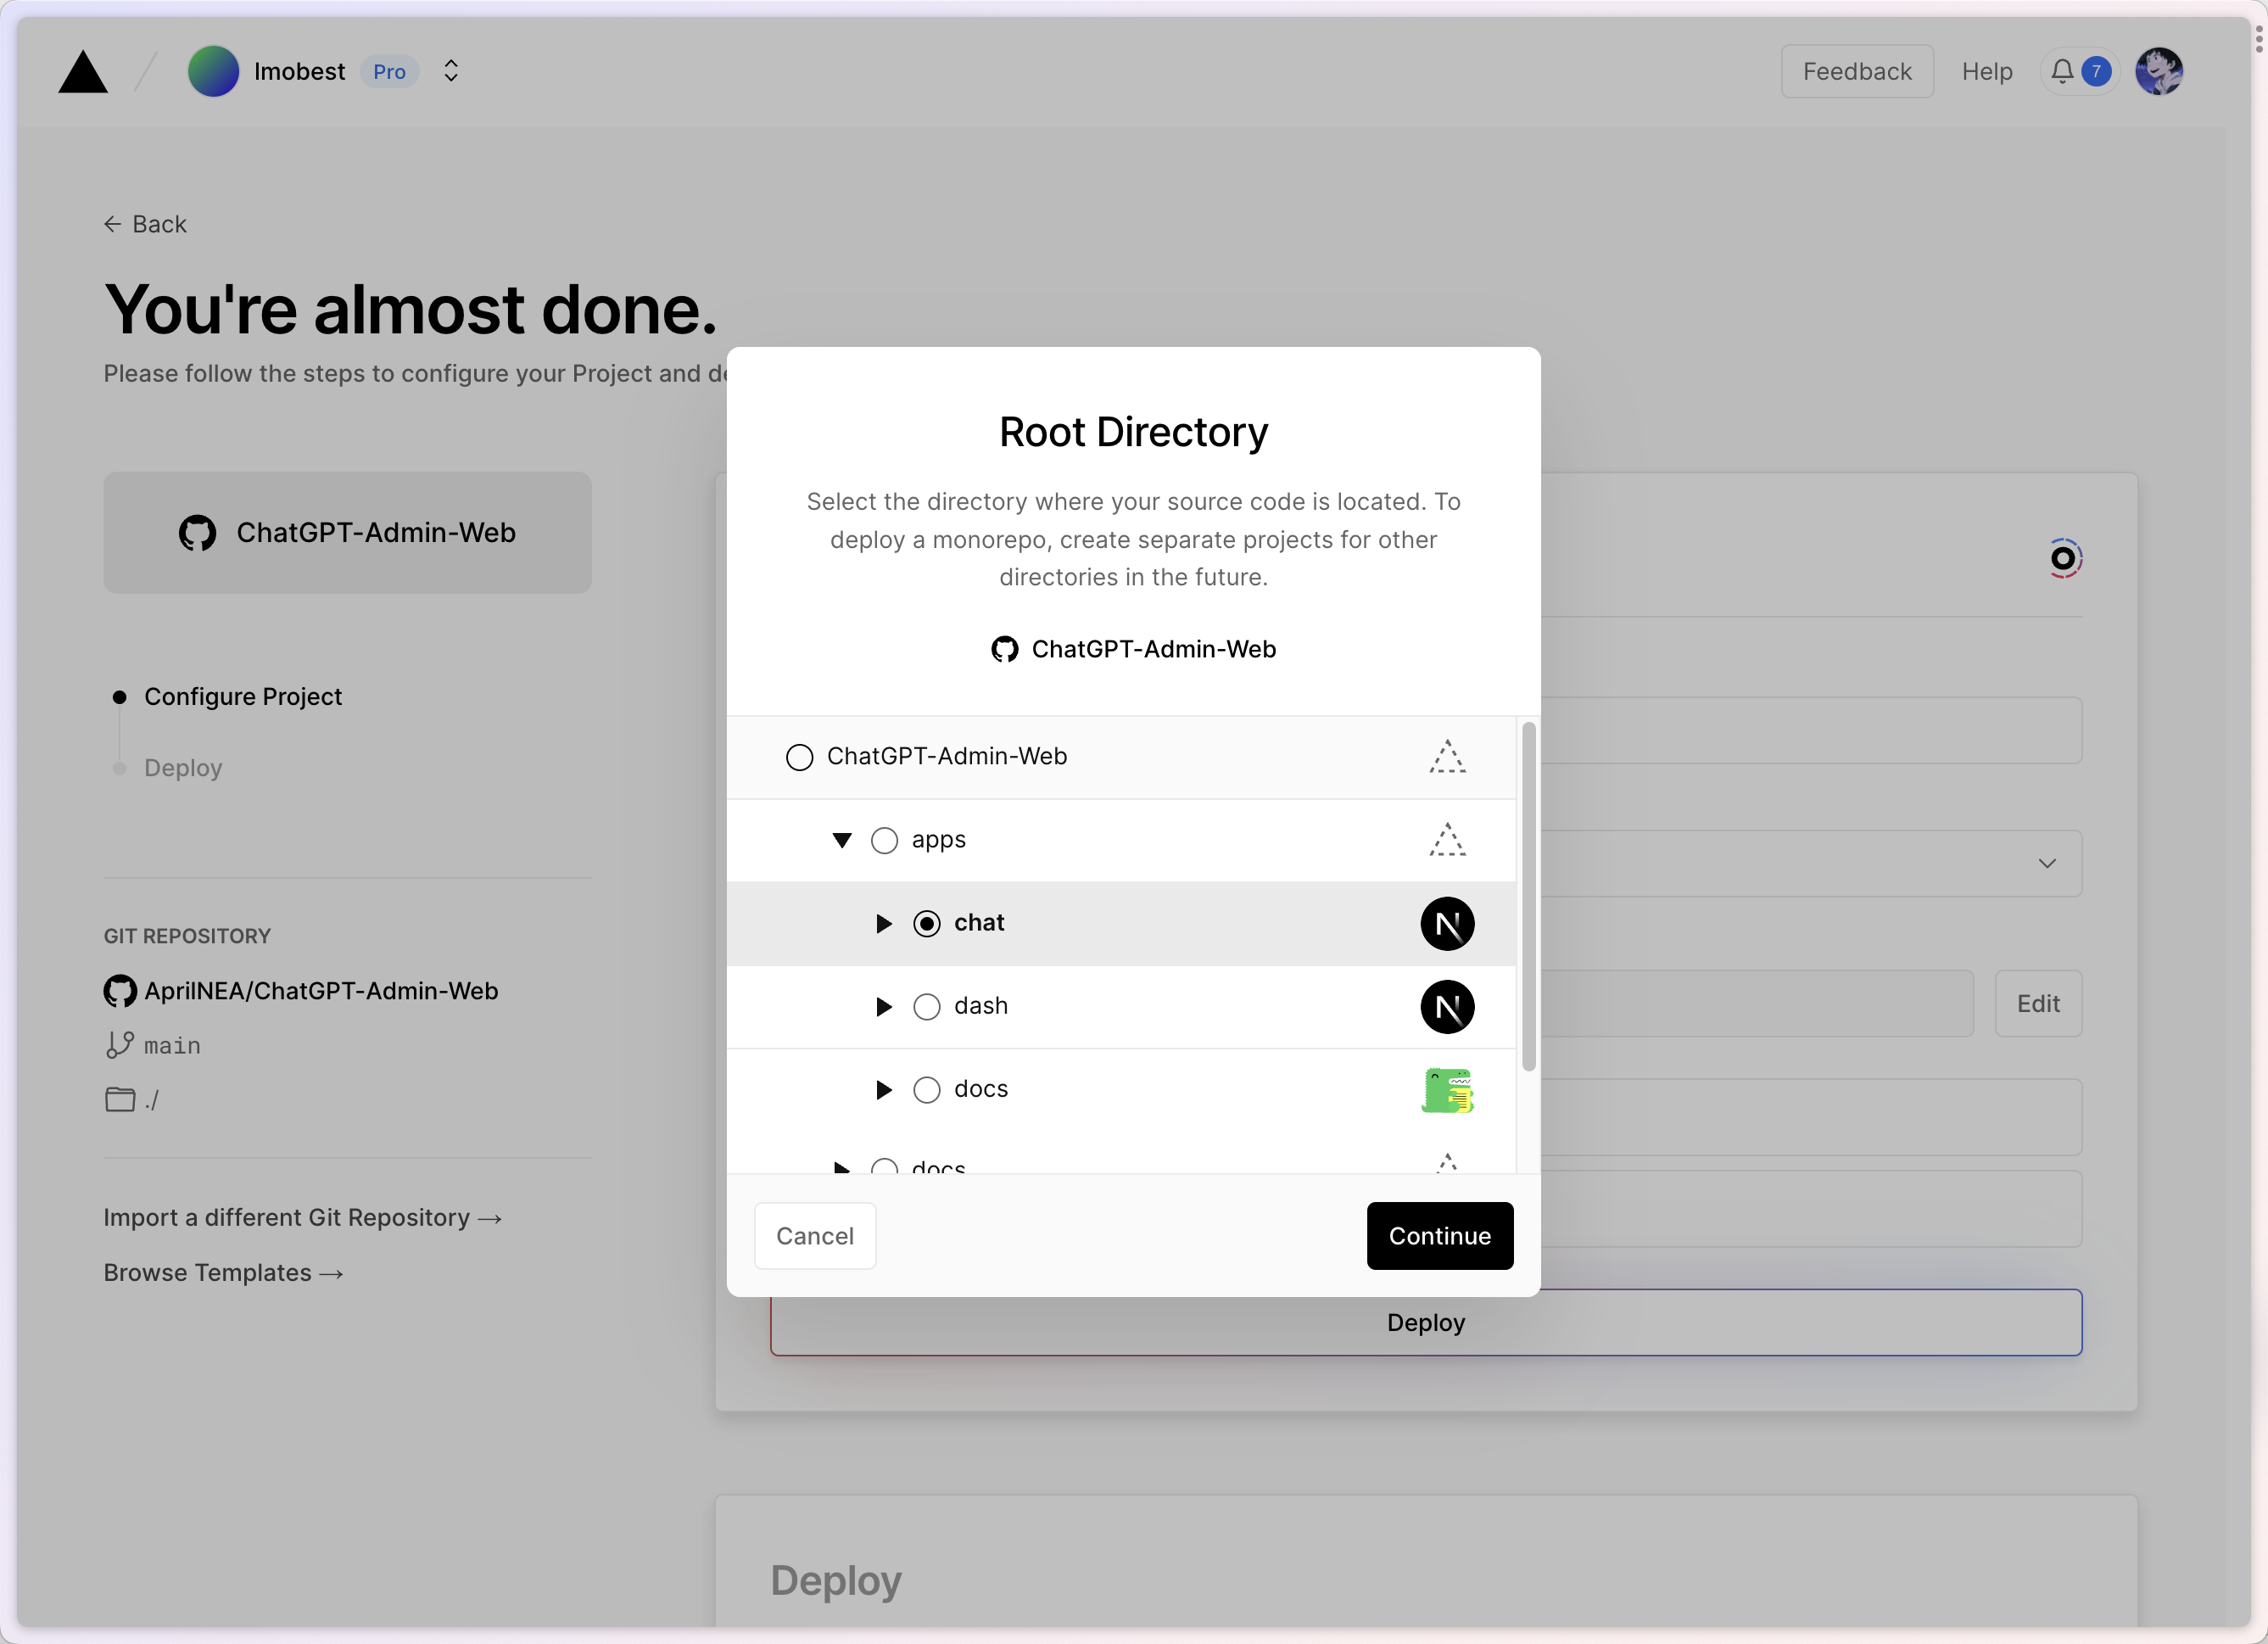 Imobest Pro
Feedback Help 7
← Back
You're almost done.
Please follow the steps to configure your Project and
ChatGPT-Admin-Web
Configure Project
Deploy
GIT REPOSITORY
AprilNEA/ChatGPT-Admin-Web
main
./
Import a different Git Repository →
Browse Templates →
Root Directory
Select the directory where your source code is located. To
deploy a monorepo, create separate projects for other
directories in the future.
ChatGPT-Admin-Web
ChatGPT-Admin-Web
apps
chat
dash
docs
docs
Cancel
Continue
Edit
Deploy
Deploy